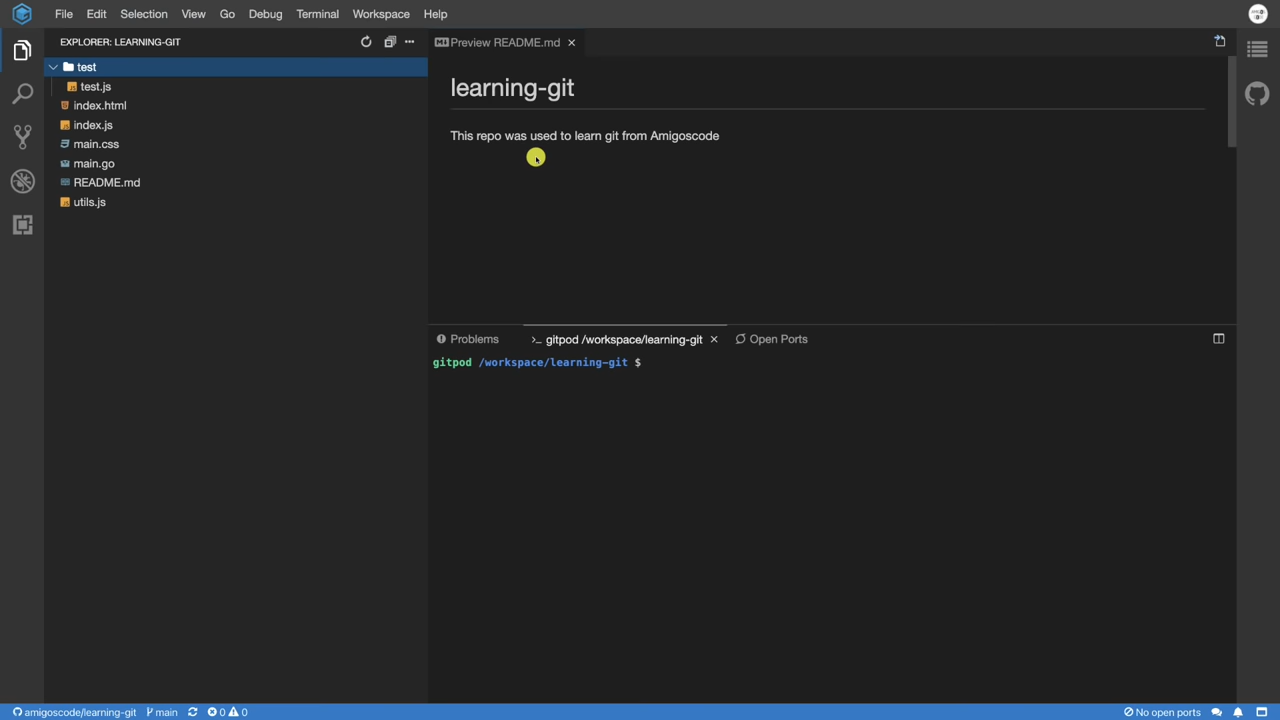 File Edit Selection View Go Debug Terminal Workspace Help
EXPLORER: LEARNING-GIT
test
test.js
index.html
index.js
main.css
main.go
README.md
utils.js
Preview README.md
learning-git
This repo was used to learn git from Amigoscode
Problems
gitpod /workspace/learning-git
Open Ports
gitpod /workspace/learning-git $
amigoscode/learning-git main 0 0 No open ports